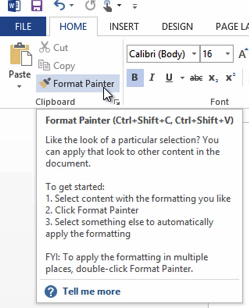 FILE HOME INSERT DESIGN PAGE LA
Cut
Calibri (Body) 16
Copy
Paste
Format Painter
B I U abc x₂ x²
Clipboard Font
Format Painter (Ctrl+Shift+C, Ctrl+Shift+V)
Like the look of a particular selection? You
can apply that look to other content in the
document.
To get started:
1. Select content with the formatting you like
2. Click Format Painter
3. Select something else to automatically
apply the formatting
FYI: To apply the formatting in multiple
places, double-click Format Painter.
Tell me more